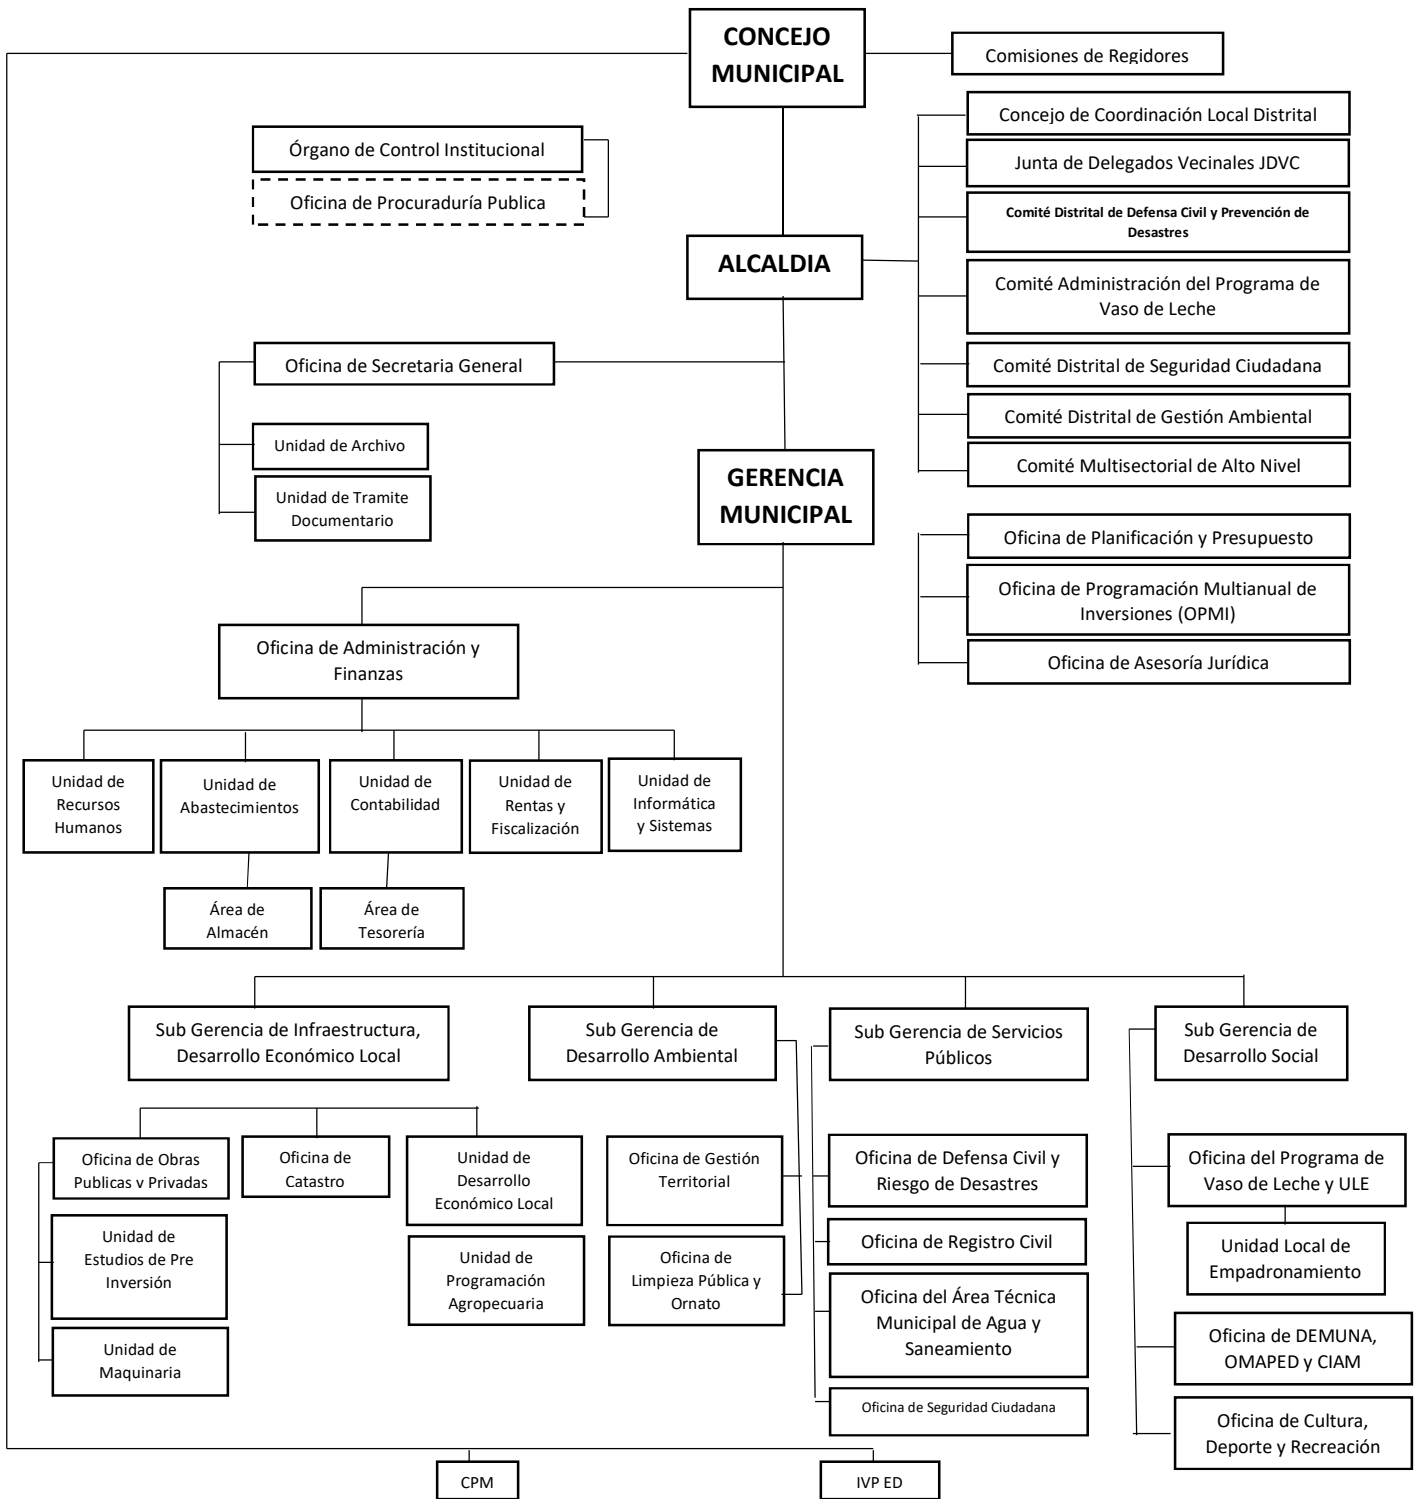 CONCEJO
MUNICIPAL
Comisiones de Regidores
Concejo de Coordinación Local Distrital
Junta de Delegados Vecinales JDVC
Comité Distrital de Defensa Civil y Prevención de
Desastres
Comité Administración del Programa de
Vaso de Leche
Comité Distrital de Seguridad Ciudadana
Comité Distrital de Gestión Ambiental
Comité Multisectorial de Alto Nivel
Órgano de Control Institucional
Oficina de Procuraduría Publica
ALCALDIA
Oficina de Secretaria General
Unidad de Archivo
Unidad de Tramite
Documentario
GERENCIA
MUNICIPAL
Oficina de Planificación y Presupuesto
Oficina de Programación Multianual de
Inversiones (OPMI)
Oficina de Asesoría Jurídica
Oficina de Administración y
Finanzas
Unidad de
Recursos
Humanos
Unidad de
Abastecimientos
Unidad de
Contabilidad
Unidad de
Rentas y
Fiscalización
Unidad de
Informática
y Sistemas
Área de
Almacén
Área de
Tesorería
Sub Gerencia de Infraestructura,
Desarrollo Económico Local
Sub Gerencia de
Desarrollo Ambiental
Sub Gerencia de Servicios
Públicos
Sub Gerencia de
Desarrollo Social
Oficina de Obras
Publicas y Privadas
Unidad de
Estudios de Pre
Inversión
Unidad de
Maquinaria
Oficina de
Catastro
Unidad de
Desarrollo
Económico Local
Unidad de
Programación
Agropecuaria
Oficina de Gestión
Territorial
Oficina de
Limpieza Pública y
Ornato
Oficina de Defensa Civil y
Riesgo de Desastres
Oficina de Registro Civil
Oficina del Área Técnica
Municipal de Agua y
Saneamiento
Oficina de Seguridad Ciudadana
Oficina del Programa de
Vaso de Leche y ULE
Unidad Local de
Empadronamiento
Oficina de DEMUNA,
OMAPED y CIAM
Oficina de Cultura,
Deporte y Recreación
CPM
IVP ED